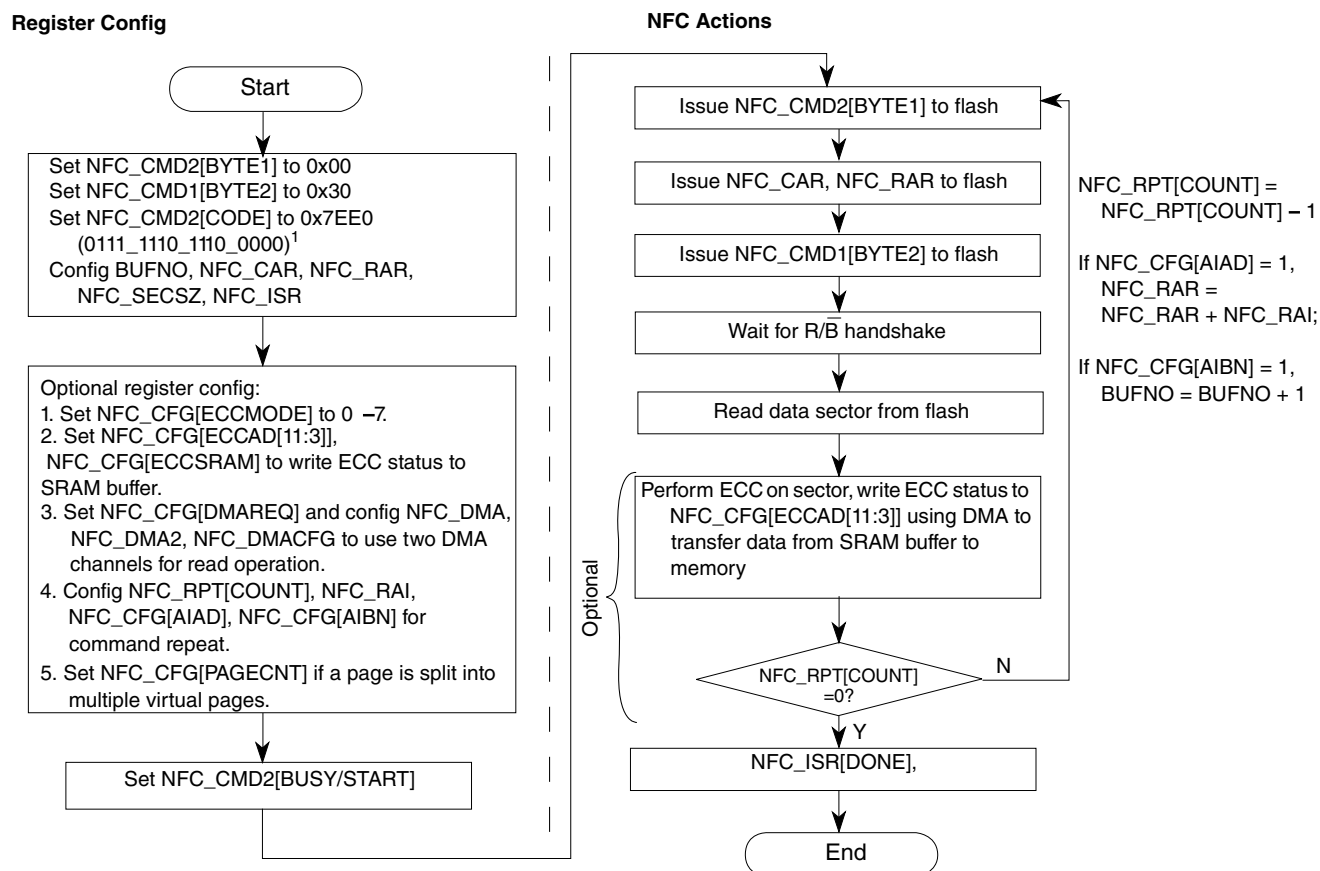 Register Config
Start
Set NFC_CMD2[BYTE1] to 0x00
Set NFC_CMD1[BYTE2] to 0x30
Set NFC_CMD2[CODE] to 0x7EE0
(0111_1110_1110_0000)1
Config BUFNO, NFC_CAR, NFC_RAR,
NFC_SECSZ, NFC_ISR
Optional register config:
1. Set NFC_CFG[ECCMODE] to 0 –7.
2. Set NFC_CFG[ECCAD[11:3]],
NFC_CFG[ECCSRAM] to write ECC status to
SRAM buffer.
3. Set NFC_CFG[DMAREQ] and config NFC_DMA,
NFC_DMA2, NFC_DMACFG to use two DMA
channels for read operation.
4. Config NFC_RPT[COUNT], NFC_RAI,
NFC_CFG[AIAD], NFC_CFG[AIBN] for
command repeat.
5. Set NFC_CFG[PAGECNT] if a page is split into
multiple virtual pages.
Set NFC_CMD2[BUSY/START]
NFC Actions
Issue NFC_CMD2[BYTE1] to flash
Issue NFC_CAR, NFC_RAR to flash
Issue NFC_CMD1[BYTE2] to flash
Wait for R/B̅ handshake
Read data sector from flash
Perform ECC on sector, write ECC status to
NFC_CFG[ECCAD[11:3]] using DMA to
transfer data from SRAM buffer to
memory
Optional
NFC_RPT[COUNT]
=0?
N
Y
NFC_ISR[DONE],
End
NFC_RPT[COUNT] =
NFC_RPT[COUNT] – 1
If NFC_CFG[AIAD] = 1,
NFC_RAR =
NFC_RAR + NFC_RAI;
If NFC_CFG[AIBN] = 1,
BUFNO = BUFNO + 1